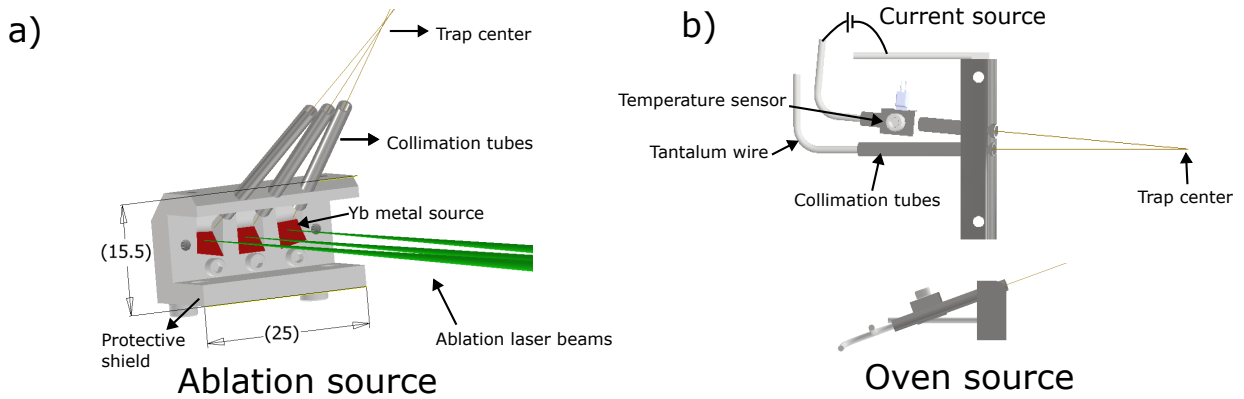 a)
Trap center
Collimation tubes
Yb metal source
(15.5)
(25)
Protective
shield
Ablation laser beams
Ablation source
b)
Current source
Temperature sensor
Tantalum wire
Collimation tubes
Trap center
Oven source